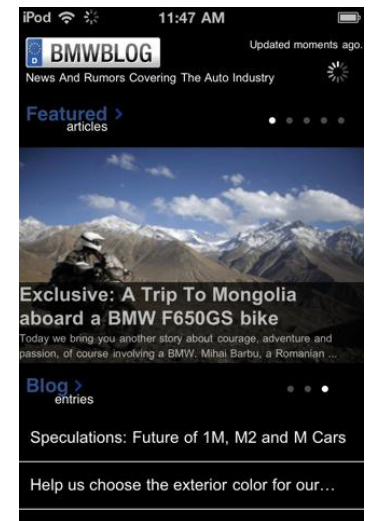 iPod 11:47 AM
D BMWBLOG
Updated moments ago.
News And Rumors Covering The Auto Industry
Featured >
articles
Exclusive: A Trip To Mongolia
aboard a BMW F650GS bike
Today we bring you another story about courage, adventure and
passion, of course involving a BMW. Mihai Barbu, a Romanian ...
Blog >
entries
Speculations: Future of 1M, M2 and M Cars
Help us choose the exterior color for our...